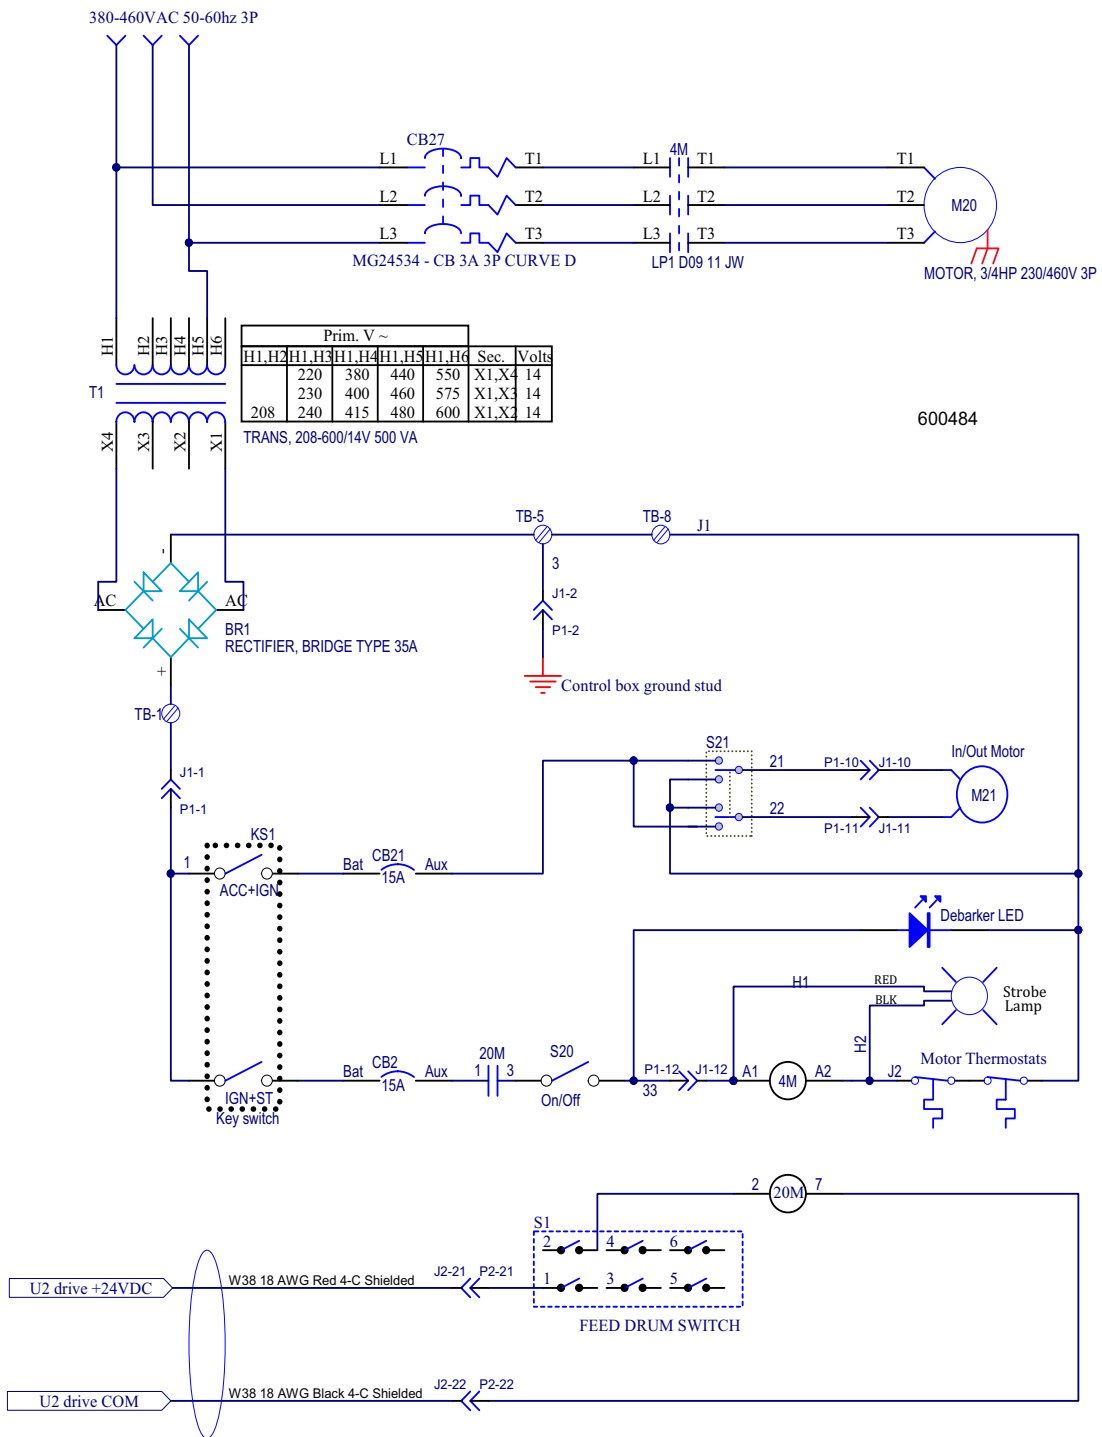 380-460VAC 50-60hz 3P
CB27
L1 T1 L1 4M T1 T1
L2 T2 L2 T2 T2 M20
L3 T3 L3 T3 T3
MG24534 - CB 3A 3P CURVE D
LP1 D09 11 JW
MOTOR, 3/4HP 230/460V 3P
H1 H2 H3 H4 H5 H6
T1
X4 X3 X2 X1
Prim. V ~
H1,H2 H1,H3 H1,H4 H1,H5 H1,H6 Sec. Volts
220 380 440 550 X1,X4 14
230 400 460 575 X1,X3 14
208 240 415 480 600 X1,X2 14
TRANS, 208-600/14V 500 VA
600484
TB-5 TB-8 J1
-
3
J1-2
P1-2
AC AC
BR1
RECTIFIER, BRIDGE TYPE 35A
+
Control box ground stud
TB-1
J1-1
P1-1
S21
21 P1-10 J1-10
In/Out Motor
M21
22 P1-11 J1-11
KS1
1
ACC+IGN
Bat CB21 Aux
15A
Debarker LED
H1 RED
BLK
Strobe
Lamp
H2
Motor Thermostats
IGN+ST
Key switch
Bat CB2 Aux
15A
20M
1 3
S20
On/Off
33
P1-12 J1-12
A1 4M A2
J2
2 20M 7
S1
2 4 6
1 3 5
FEED DRUM SWITCH
U2 drive +24VDC
W38 18 AWG Red 4-C Shielded
J2-21 P2-21
U2 drive COM
W38 18 AWG Black 4-C Shielded
J2-22 P2-22